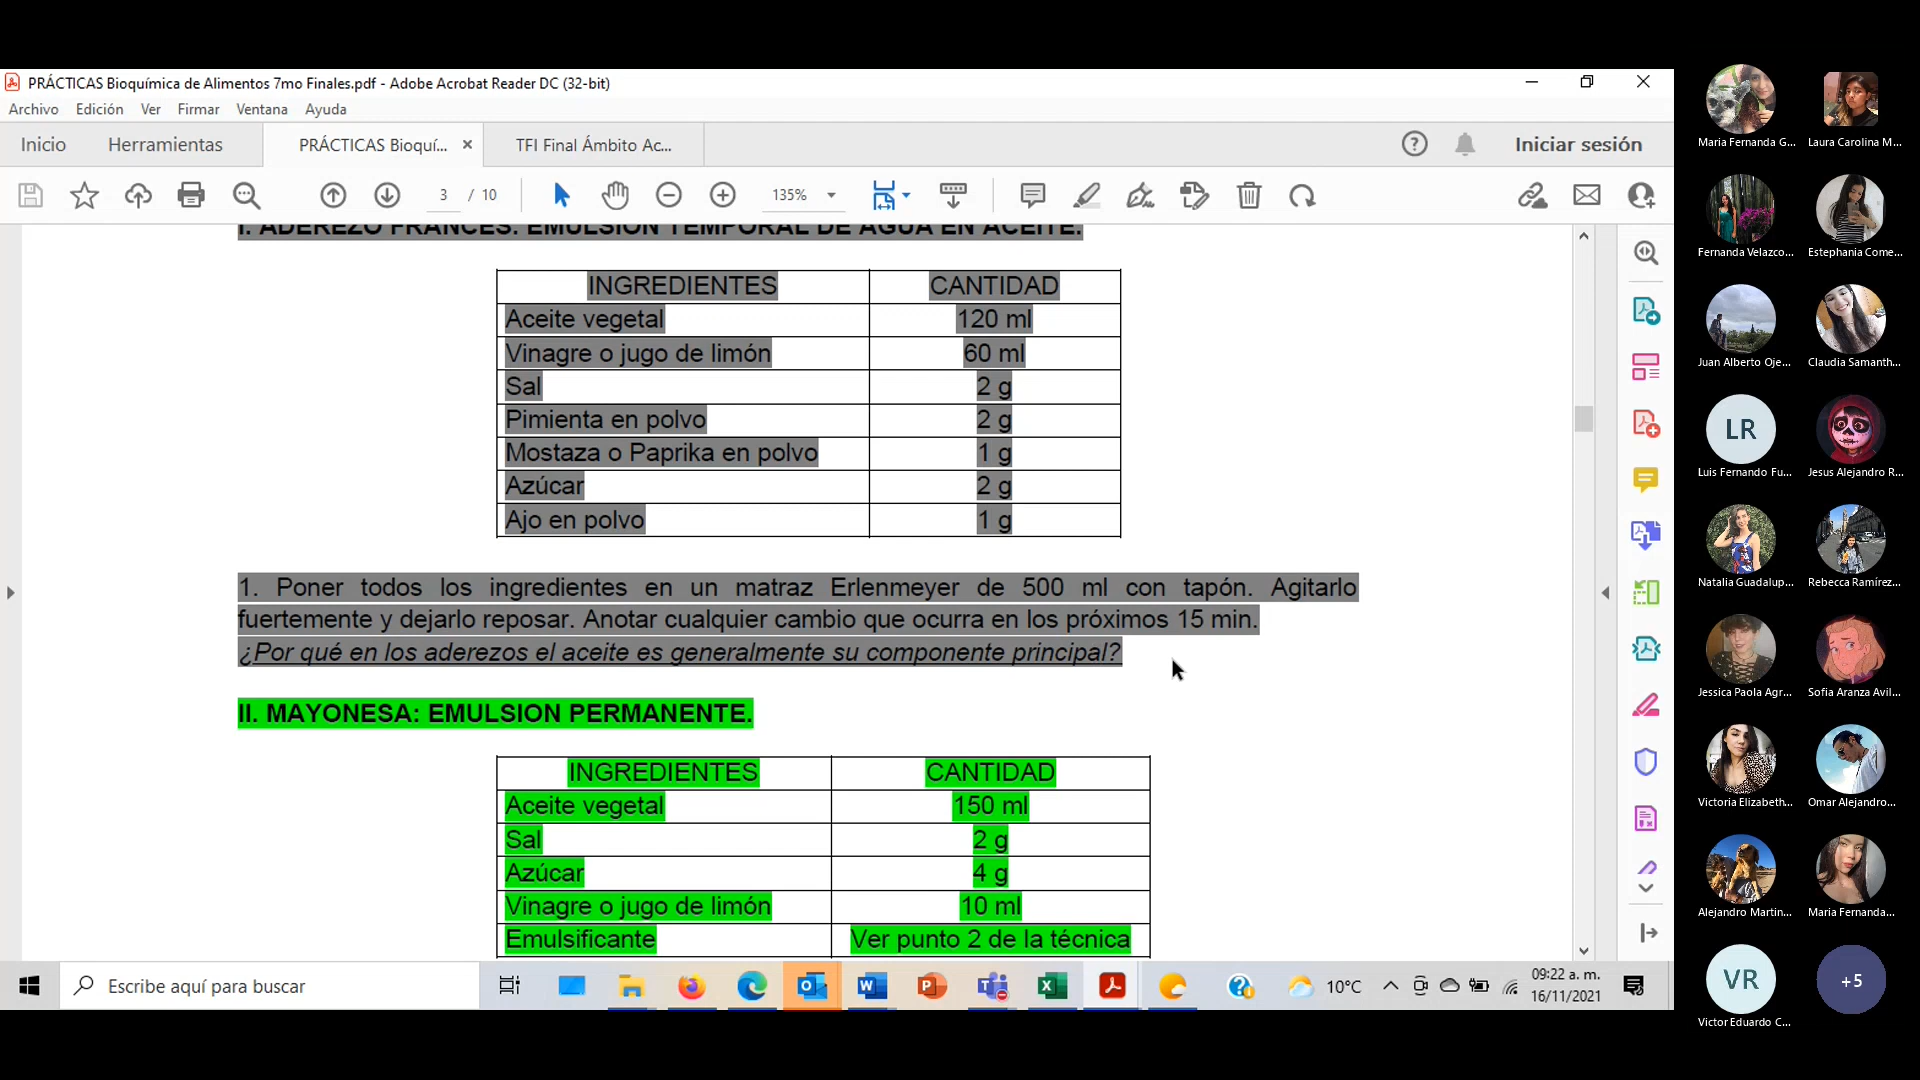 PRÁCTICAS Bioquímica de Alimentos 7mo Finales.pdf - Adobe Acrobat Reader DC (32-bit)
Archivo Edición Ver Firmar Ventana Ayuda
Inicio Herramientas PRÁCTICAS Bioquí... TFI Final Ámbito Ac... Iniciar sesión
3 / 10 135%
I. ADEREZO FRANCÉS: EMULSION TEMPORAL DE AGUA EN ACEITE.
INGREDIENTES CANTIDAD
Aceite vegetal 120 ml
Vinagre o jugo de limón 60 ml
Sal 2 g
Pimienta en polvo 2 g
Mostaza o Paprika en polvo 1 g
Azúcar 2 g
Ajo en polvo 1 g
1. Poner todos los ingredientes en un matraz Erlenmeyer de 500 ml con tapón. Agitarlo
fuertemente y dejarlo reposar. Anotar cualquier cambio que ocurra en los próximos 15 min.
¿Por qué en los aderezos el aceite es generalmente su componente principal?
II. MAYONESA: EMULSION PERMANENTE.
INGREDIENTES CANTIDAD
Aceite vegetal 150 ml
Sal 2 g
Azúcar 4 g
Vinagre o jugo de limón 10 ml
Emulsificante Ver punto 2 de la técnica
Escribe aquí para buscar
10°C
09:22 a. m.
16/11/2021
Maria Fernanda G... Laura Carolina M...
Fernanda Velazco... Estephania Come...
Juan Alberto Oje... Claudia Samanth...
LR
Luis Fernando Fu... Jesus Alejandro R...
Natalia Guadalup... Rebecca Ramírez...
Jessica Paola Agr... Sofia Aranza Avil...
Victoria Elizabeth... Omar Alejandro...
Alejandro Martin... Maria Fernanda...
VR +5
Victor Eduardo C...